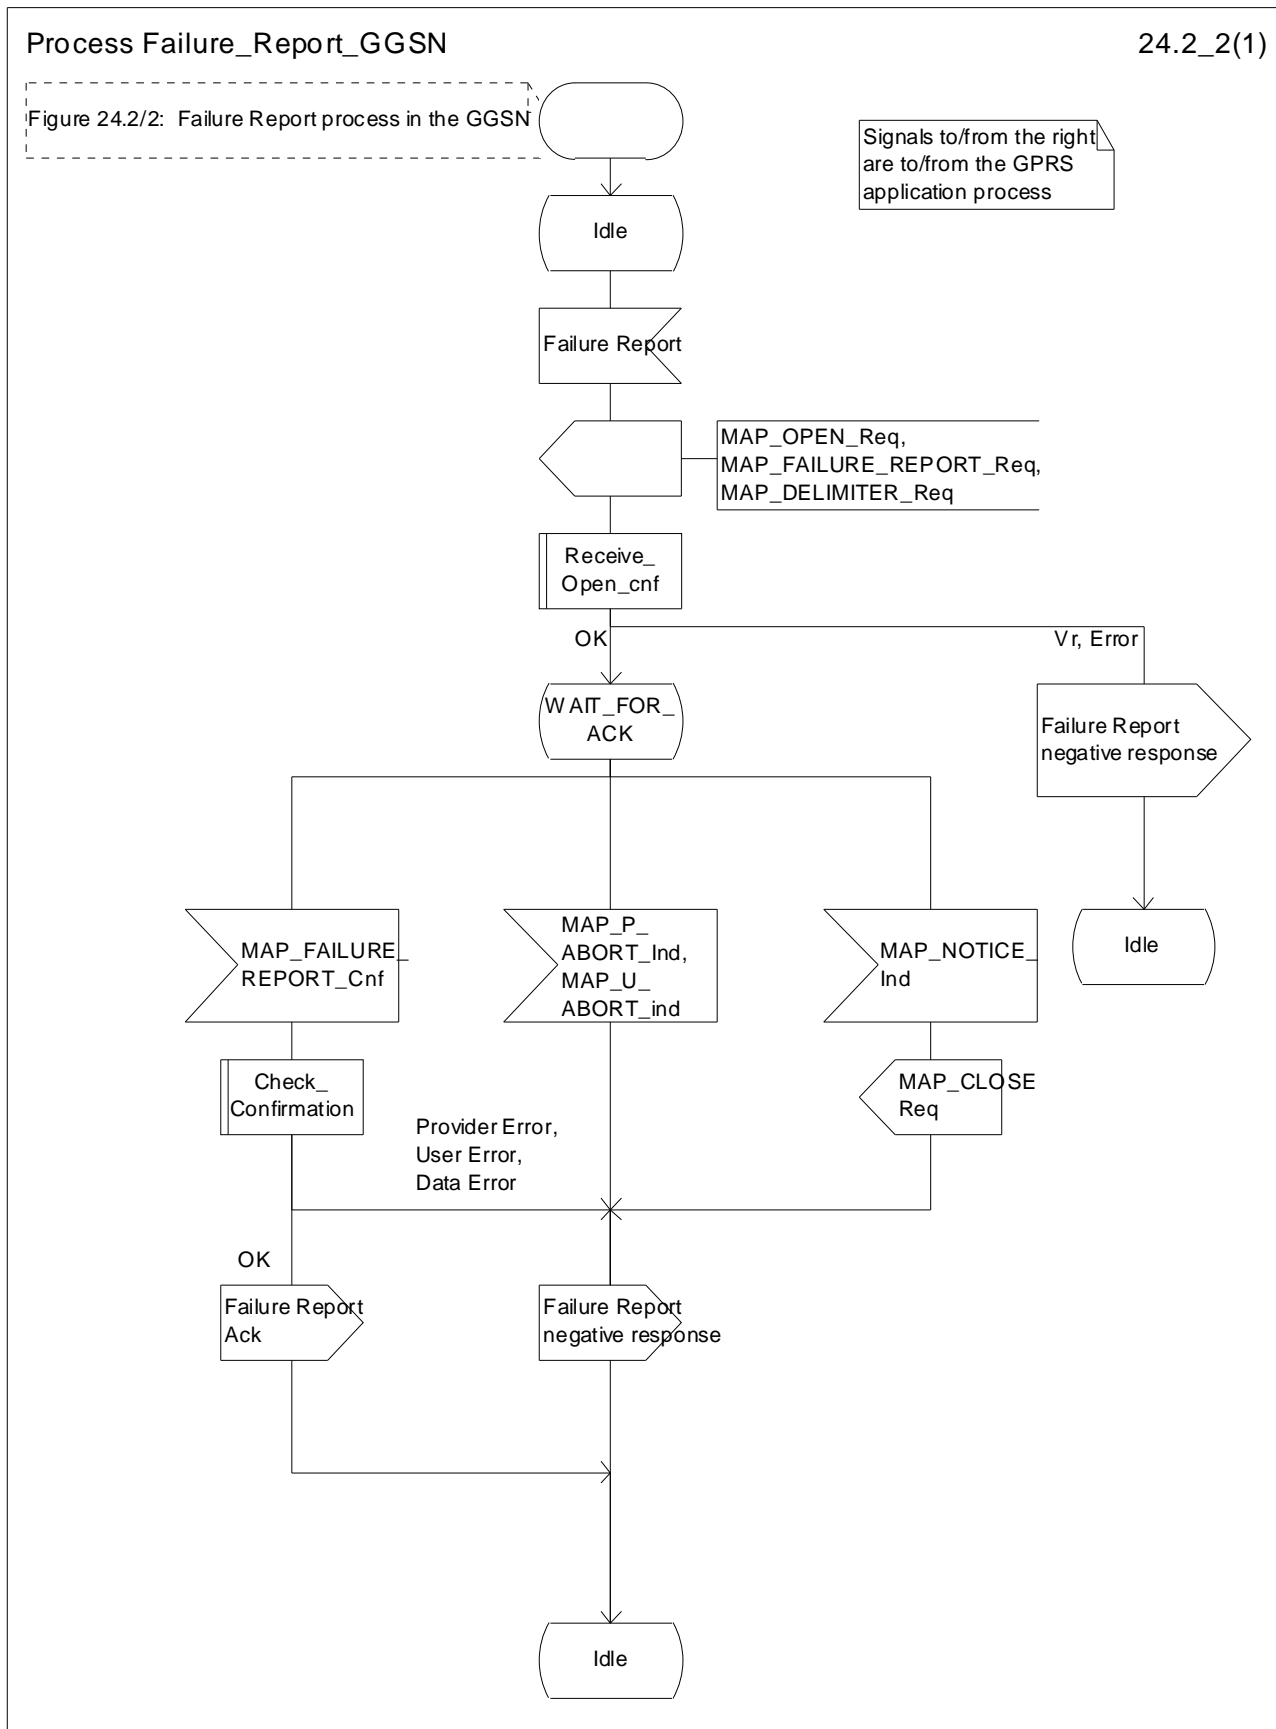 Process Failure_Report_GGSN
24.2_2(1)
Figure 24.2/2: Failure Report process in the GGSN
Signals to/from the right
are to/from the GPRS
application process
Idle
Failure Report
MAP_OPEN_Req,
MAP_FAILURE_REPORT_Req,
MAP_DELIMITER_Req
Receive_
Open_cnf
OK
Vr, Error
WAIT_FOR_
ACK
Failure Report
negative response
MAP_FAILURE_
REPORT_Cnf
MAP_P_
ABORT_Ind,
MAP_U_
ABORT_ind
MAP_NOTICE_
Ind
Idle
Check_
Confirmation
MAP_CLOSE
Req
Provider Error,
User Error,
Data Error
OK
Failure Report
Ack
Failure Report
negative response
Idle